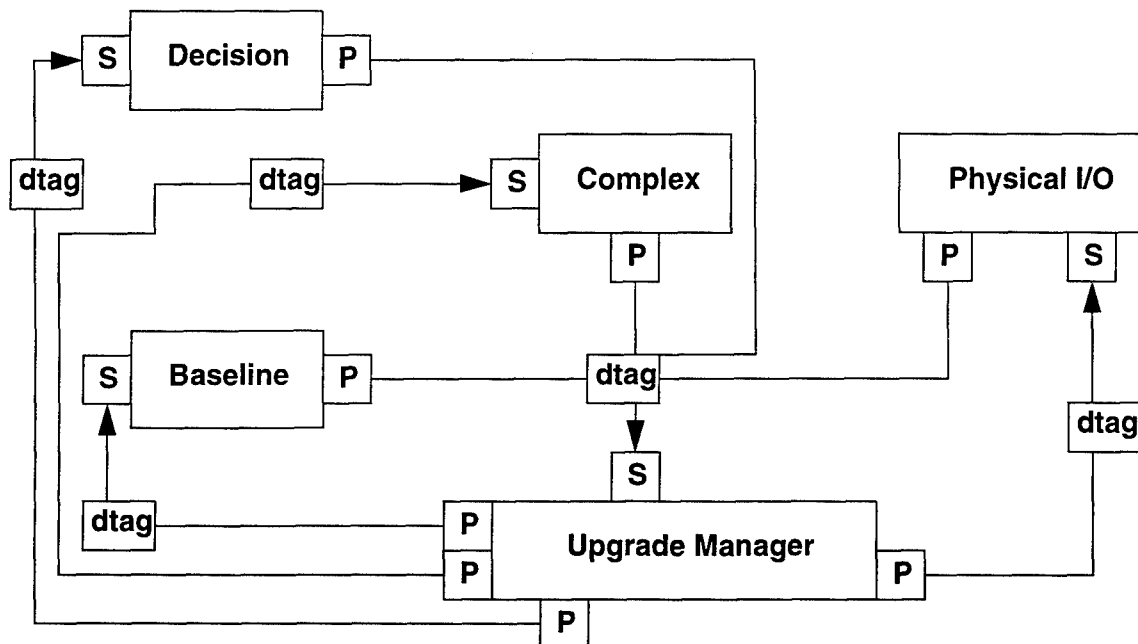 S Decision P
dtag
dtag
S Complex
P
Physical I/O
P S
S Baseline P
dtag
dtag
S
dtag
P
P
Upgrade Manager
P
P